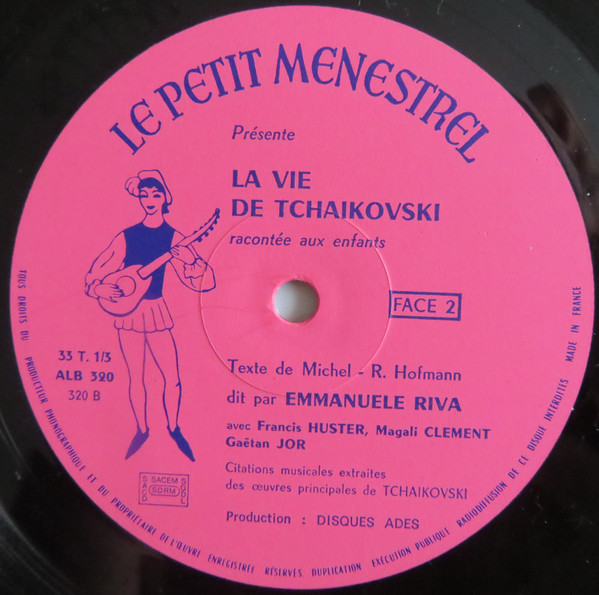 LE PETIT MENESTREL
Présente
LA VIE
DE TCHAIKOVSKI
racontée aux enfants
FACE 2
33 T. 1/3
ALB 320
320 B
Texte de Michel - R. Hofmann
dit par EMMANUELE RIVA
avec Francis HUSTER, Magali CLEMENT
Gaëtan JOR
Citations musicales extraites
des œuvres principales de TCHAIKOVSKI
Production : DISQUES ADES
SACD SACEM SDRM SGDL
TOUS DROITS DU PRODUCTEUR PHONOGRAPHIQUE ET DU PROPRIÉTAIRE DE L'ŒUVRE ENREGISTRÉE RÉSERVÉS DUPLICATION EXÉCUTION PUBLIQUE RADIODIFFUSION DE CE DISQUE INTERDITES MADE IN FRANCE